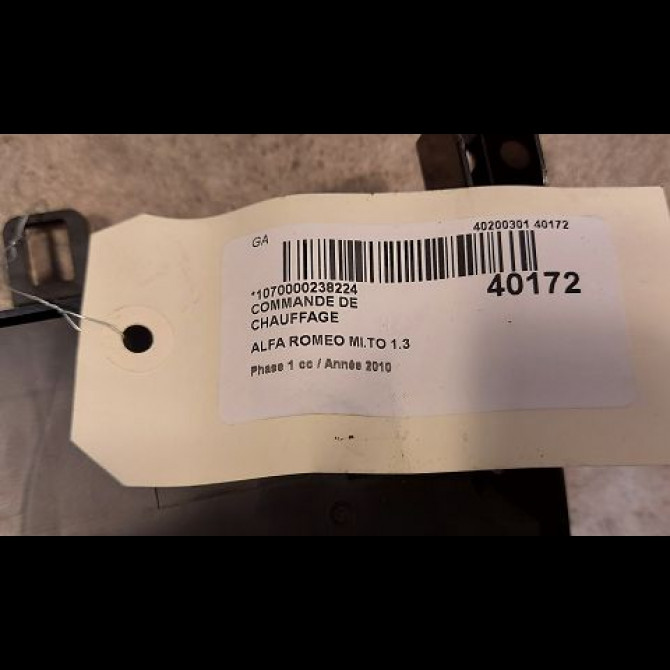 GA
40200301 40172
*1070000238224
40172
COMMANDE DE
CHAUFFAGE
ALFA ROMEO MI.TO 1.3
Phase 1 cc / Année 2010